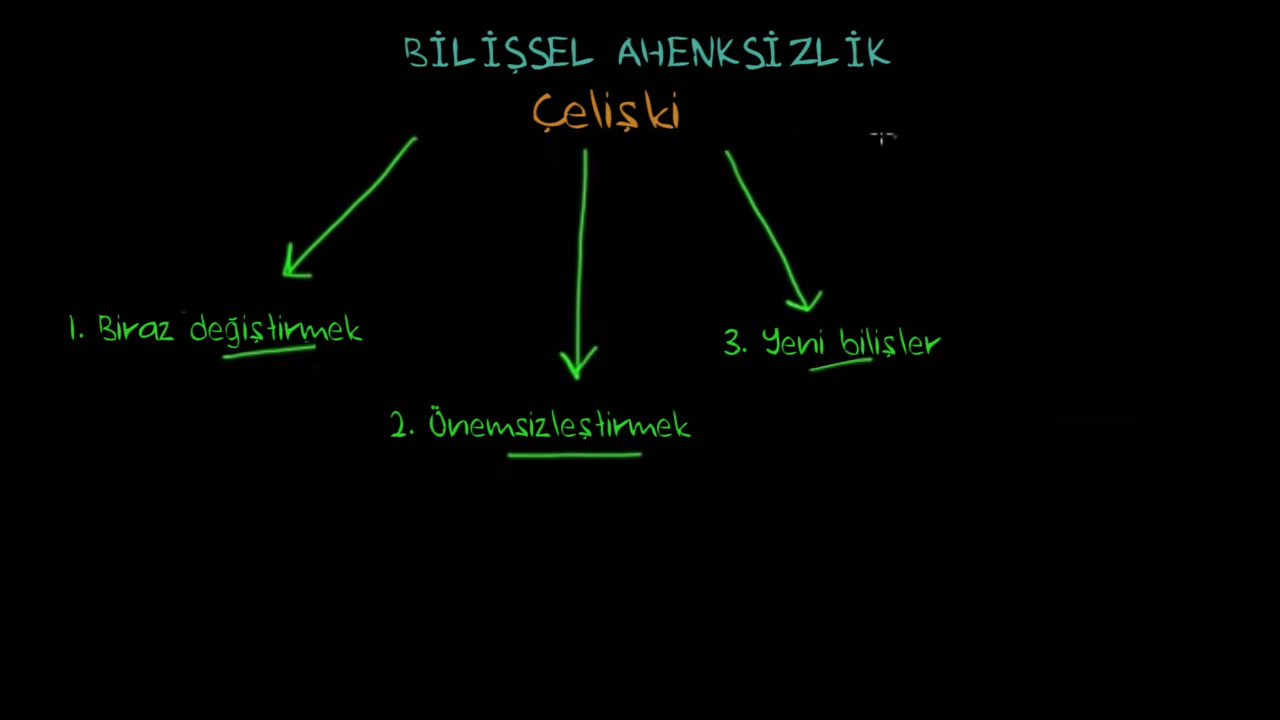 BİLİŞSEL AHENKSİZLİK
Çelişki
1. Biraz değiştirmek
2. Önemsizleştirmek
3. Yeni bilişler